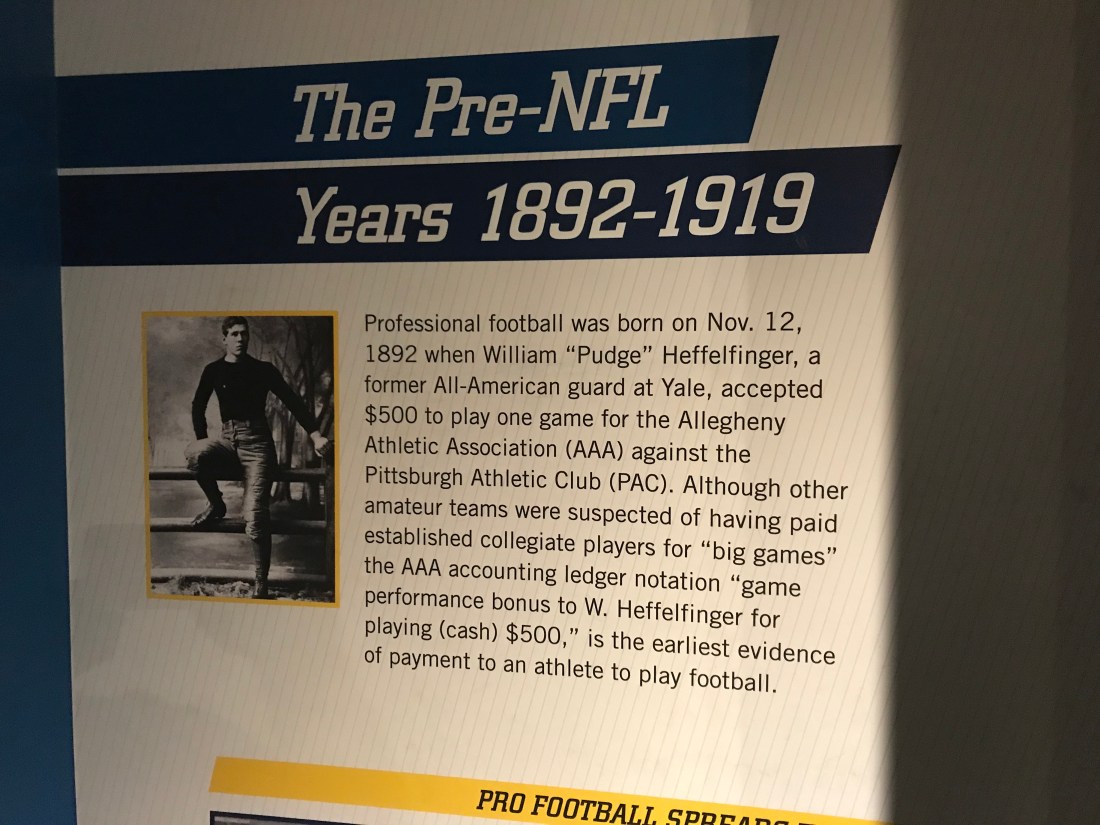 The Pre-NFL
Years 1892-1919
Professional football was born on Nov. 12,
1892 when William “Pudge” Heffelfinger, a
former All-American guard at Yale, accepted
$500 to play one game for the Allegheny
Athletic Association (AAA) against the
Pittsburgh Athletic Club (PAC). Although other
amateur teams were suspected of having paid
established collegiate players for “big games”
the AAA accounting ledger notation “game
performance bonus to W. Heffelfinger for
playing (cash) $500,” is the earliest evidence
of payment to an athlete to play football.
PRO FOOTBALL SPREADS